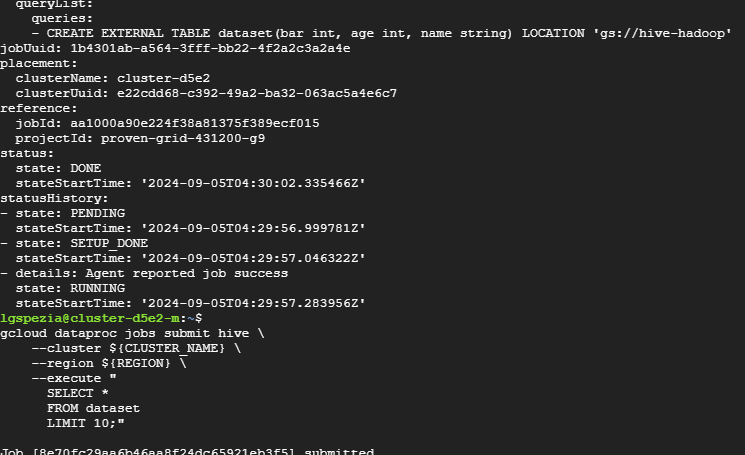 queryList:
queries:
- CREATE EXTERNAL TABLE dataset(bar int, age int, name string) LOCATION 'gs://hive-hadoop'
jobUuid: 1b4301ab-a564-3fff-bb22-4f2a2c3a2a4e
placement:
clusterName: cluster-d5e2
clusterUuid: e22cdd68-c392-49a2-ba32-063ac5a4e6c7
reference:
jobId: aa1000a90e224f38a81375f389ecf015
projectId: proven-grid-431200-g9
status:
state: DONE
stateStartTime: '2024-09-05T04:30:02.335466Z'
statusHistory:
- state: PENDING
stateStartTime: '2024-09-05T04:29:56.999781Z'
- state: SETUP_DONE
stateStartTime: '2024-09-05T04:29:57.046322Z'
- details: Agent reported job success
state: RUNNING
stateStartTime: '2024-09-05T04:29:57.283956Z'
lgspezia@cluster-d5e2-m:~$
gcloud dataproc jobs submit hive \
--cluster ${CLUSTER_NAME} \
--region ${REGION} \
--execute "
SELECT *
FROM dataset
LIMIT 10;"
Job [8e70fc29aa6b46aa8f24dc65921eb3f5] submitted